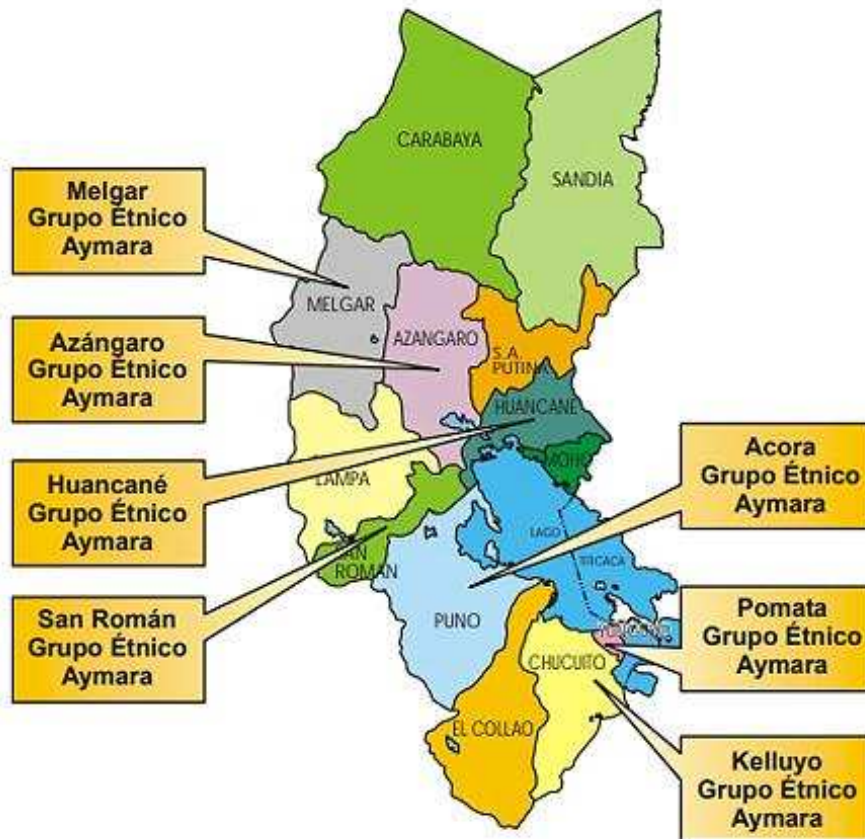 CARABAYA
SANDIA
Melgar
Grupo Étnico
Aymara
MELGAR
AZANGARO
Azángaro
Grupo Étnico
Aymara
S.A.
PUTINA
HUANCANE
MOHO
Acora
Grupo Étnico
Aymara
Huancané
Grupo Étnico
Aymara
LAMPA
LAGO
TITICACA
SAN
ROMAN
San Román
Grupo Étnico
Aymara
PUNO
Pomata
Grupo Étnico
Aymara
CHUCUITO
EL COLLAO
Kelluyo
Grupo Étnico
Aymara